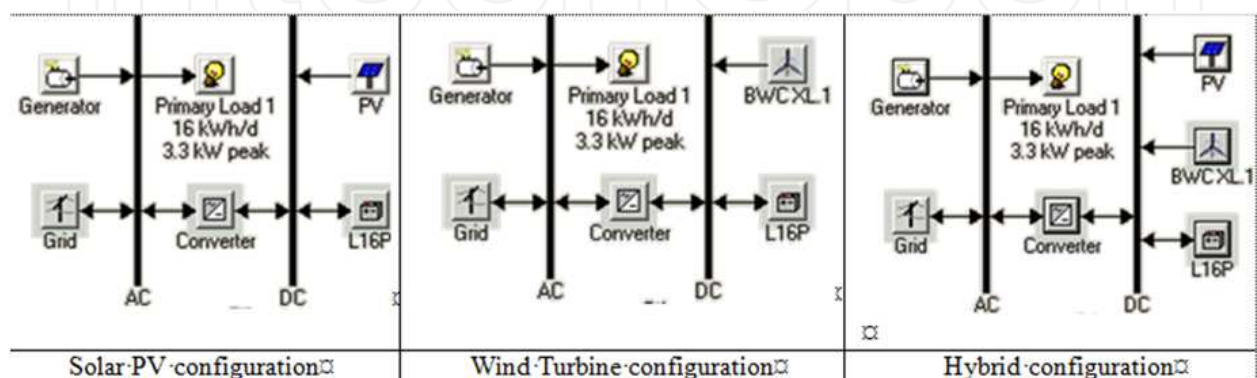 Generator
Primary Load 1
16 kWh/d
3.3 kW peak
PV
Grid
Converter
L16P
AC
DC
¤
Solar·PV·configuration¤
Generator
Primary Load 1
16 kWh/d
3.3 kW peak
BWC XL.1
Grid
Converter
L16P
AC
DC
¤
Wind·Turbine·configuration¤
Generator
Primary Load 1
16 kWh/d
3.3 kW peak
PV
BWC XL.1
Grid
Converter
L16P
AC
DC
¤
Hybrid·configuration¤